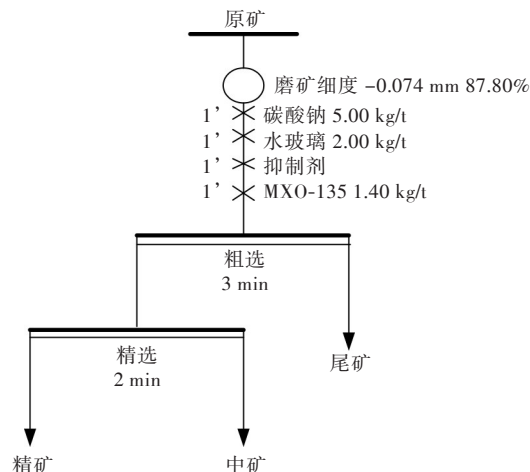 原矿
磨矿细度 -0.074 mm 87.80%
1’ 碳酸钠 5.00 kg/t
1’ 水玻璃 2.00 kg/t
1’ 抑制剂
1’ MXO-135 1.40 kg/t
粗选
3 min
尾矿
精选
2 min
精矿
中矿